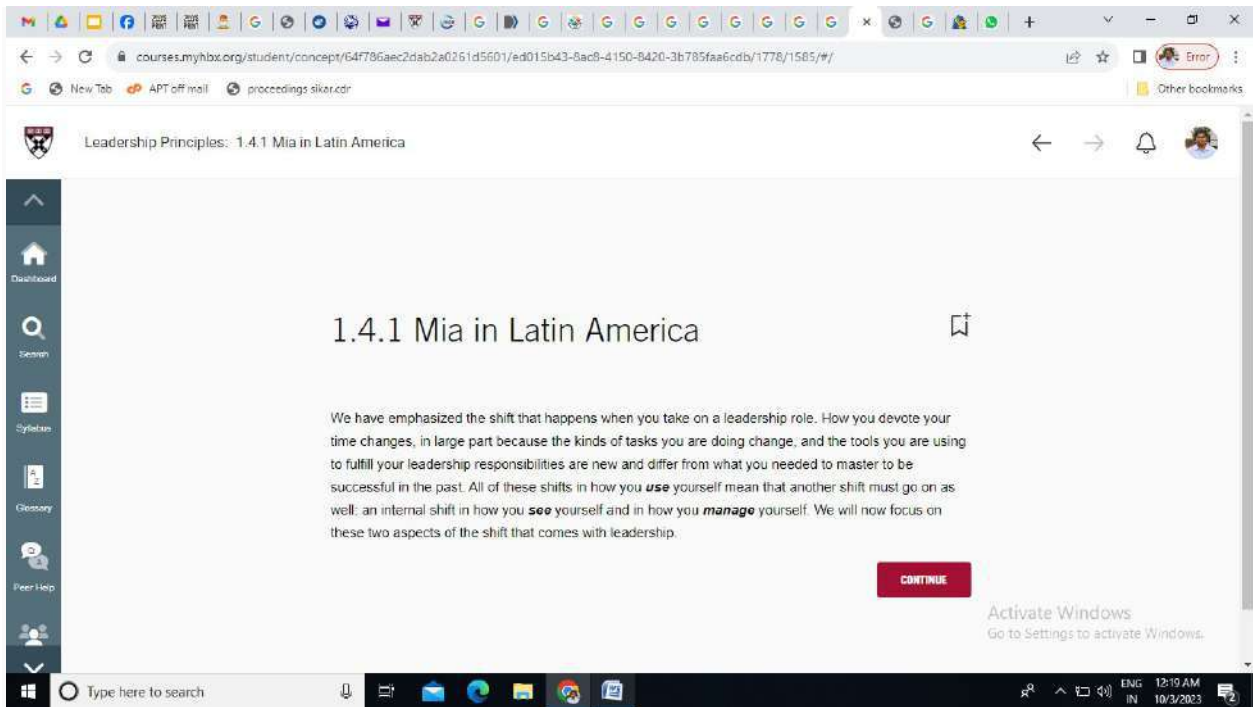 courses.myhbx.org/student/concept/64f786aec2dab2a0261d5601/ed015b43-8ac8-4150-8420-3b785faa6cdb/1778/1585/#/
Error
New Tab
APT off mail
proceedings sikar.cdr
Other bookmarks
Leadership Principles: 1.4.1 Mia in Latin America
Dashboard
Search
Syllabus
Glossary
Peer Help
1.4.1 Mia in Latin America
We have emphasized the shift that happens when you take on a leadership role. How you devote your
time changes, in large part because the kinds of tasks you are doing change, and the tools you are using
to fulfill your leadership responsibilities are new and differ from what you needed to master to be
successful in the past. All of these shifts in how you use yourself mean that another shift must go on as
well: an internal shift in how you see yourself and in how you manage yourself. We will now focus on
these two aspects of the shift that comes with leadership.
CONTINUE
Activate Windows
Go to Settings to activate Windows.
Type here to search
ENG
IN
12:19 AM
10/3/2023
2